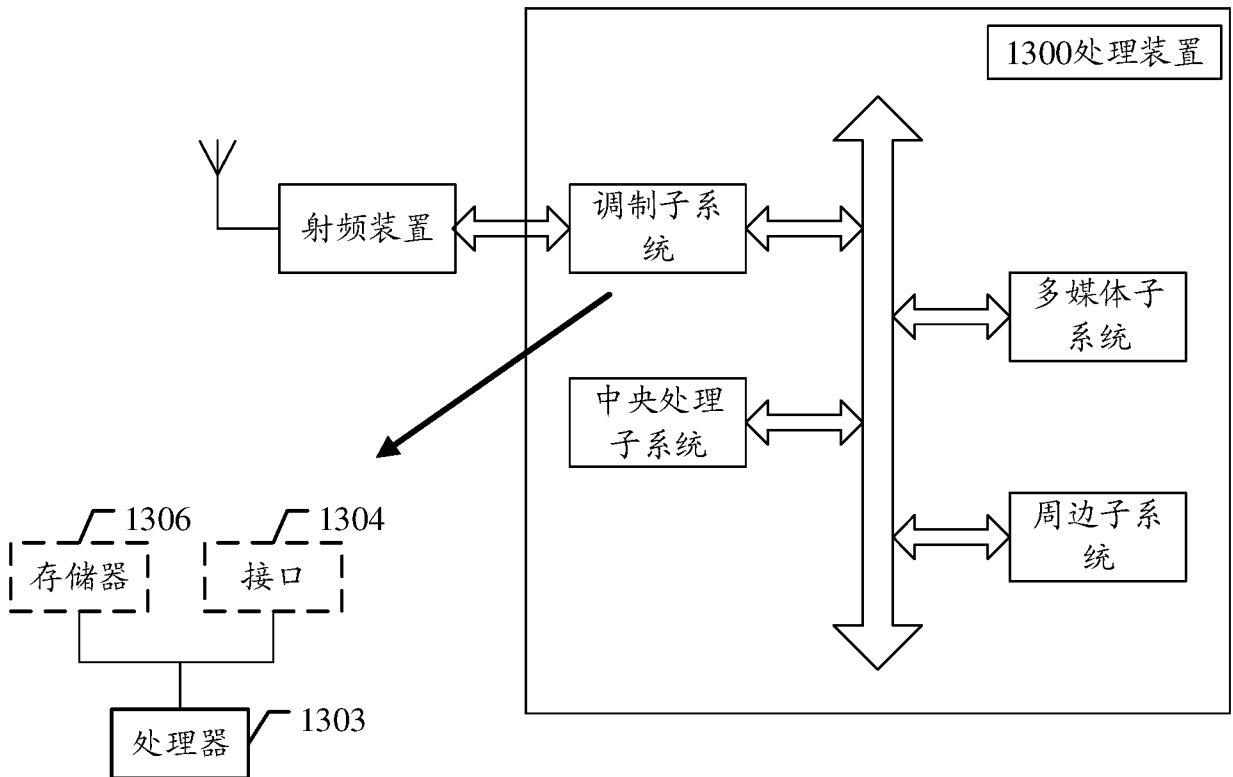 1300处理装置
射频装置
调制子系
统
多媒体子
系统
中央处理
子系统
周边子系
统
1306
1304
存储器
接口
1303
处理器